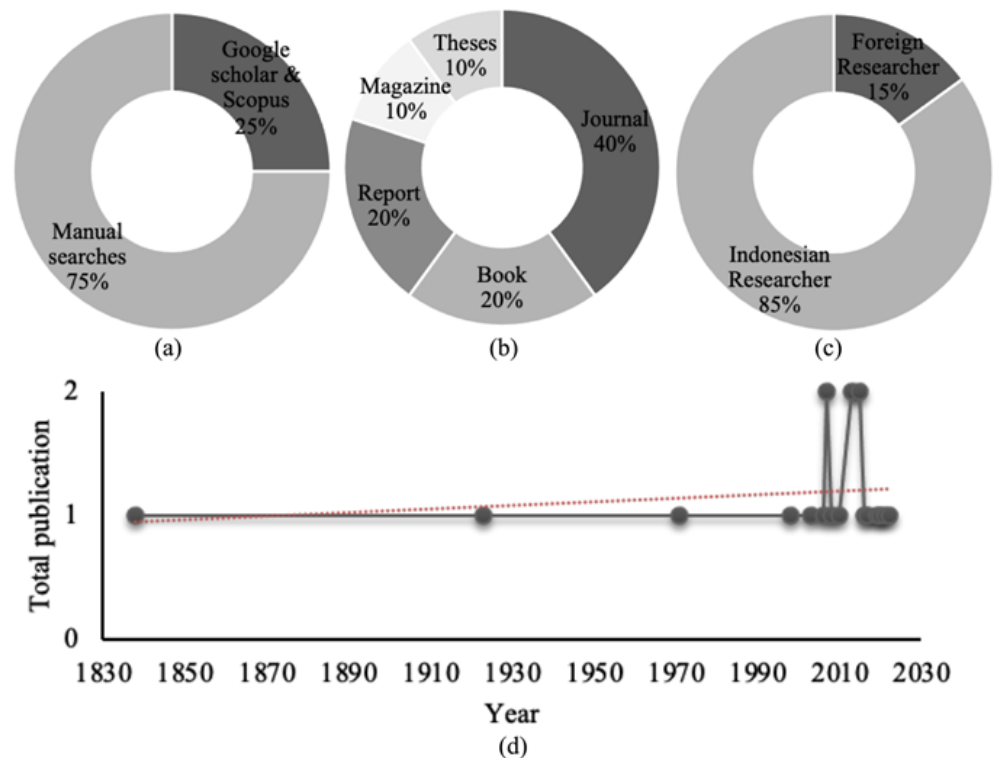 Google
scholar &
Scopus
25%
Manual
searches
75%
(a)
Theses
10%
Magazine
10%
Journal
40%
Report
20%
Book
20%
(b)
Foreign
Researcher
15%
Indonesian
Researcher
85%
(c)
Total publication
2
1
0
1830 1850 1870 1890 1910 1930 1950 1970 1990 2010 2030
Year
(d)